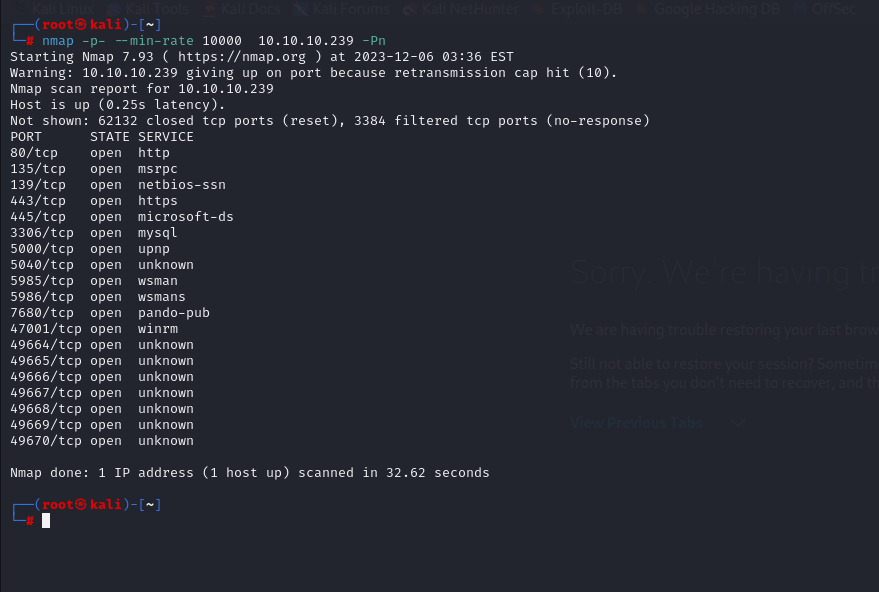 Kali Linux Kali Tools Kali Docs Kali Forums Kali NetHunter Exploit-DB Google Hacking DB OffSec
┌──(root㉿kali)-[~]
└─# nmap -p- --min-rate 10000  10.10.10.239 -Pn
Starting Nmap 7.93 ( https://nmap.org ) at 2023-12-06 03:36 EST
Warning: 10.10.10.239 giving up on port because retransmission cap hit (10).
Nmap scan report for 10.10.10.239
Host is up (0.25s latency).
Not shown: 62132 closed tcp ports (reset), 3384 filtered tcp ports (no-response)
PORT      STATE SERVICE
80/tcp    open  http
135/tcp   open  msrpc
139/tcp   open  netbios-ssn
443/tcp   open  https
445/tcp   open  microsoft-ds
3306/tcp  open  mysql
5000/tcp  open  upnp
5040/tcp  open  unknown
5985/tcp  open  wsman
5986/tcp  open  wsmans
7680/tcp  open  pando-pub
47001/tcp open  winrm
49664/tcp open  unknown
49665/tcp open  unknown
49666/tcp open  unknown
49667/tcp open  unknown
49668/tcp open  unknown
49669/tcp open  unknown
49670/tcp open  unknown
Nmap done: 1 IP address (1 host up) scanned in 32.62 seconds
┌──(root㉿kali)-[~]
└─#
Sorry. We're having tr
We are having trouble restoring your last brow
Still not able to restore your session? Sometim
from the tabs you don't need to recover, and th
View Previous Tabs